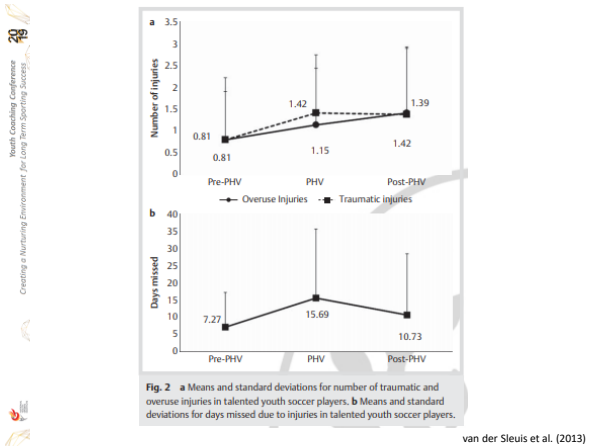 2019
Youth Coaching Conference
Creating a Nurturing Environment for Long Term Sporting Success
a
Number of injuries
3.5
3
2.5
2
1.5
1
0.5
0
0.81
0.81
1.42
1.15
1.39
1.42
Pre-PHV PHV Post-PHV
Overuse Injuries Traumatic injuries
b
Days missed
40
35
30
25
20
15
10
5
0
7.27
15.69
10.73
Pre-PHV PHV Post-PHV
Fig. 2 a Means and standard deviations for number of traumatic and
overuse injuries in talented youth soccer players. b Means and standard
deviations for days missed due to injuries in talented youth soccer players.
van der Sleuis et al. (2013)